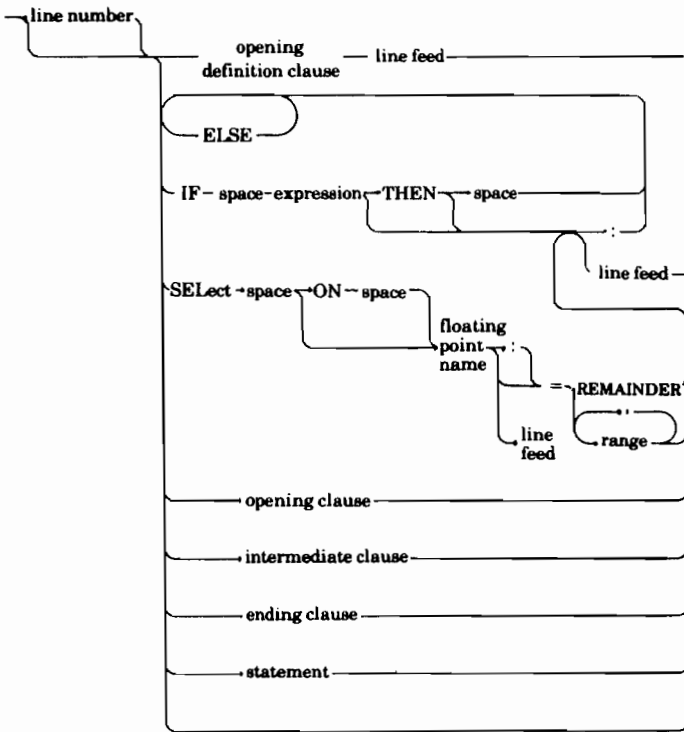 line number
opening
definition clause
line feed
ELSE
IF - space-expression THEN space
:
line feed
SELect space ON space
floating
point
name
:
= REMAINDER
,
range
line
feed
opening clause
intermediate clause
ending clause
statement